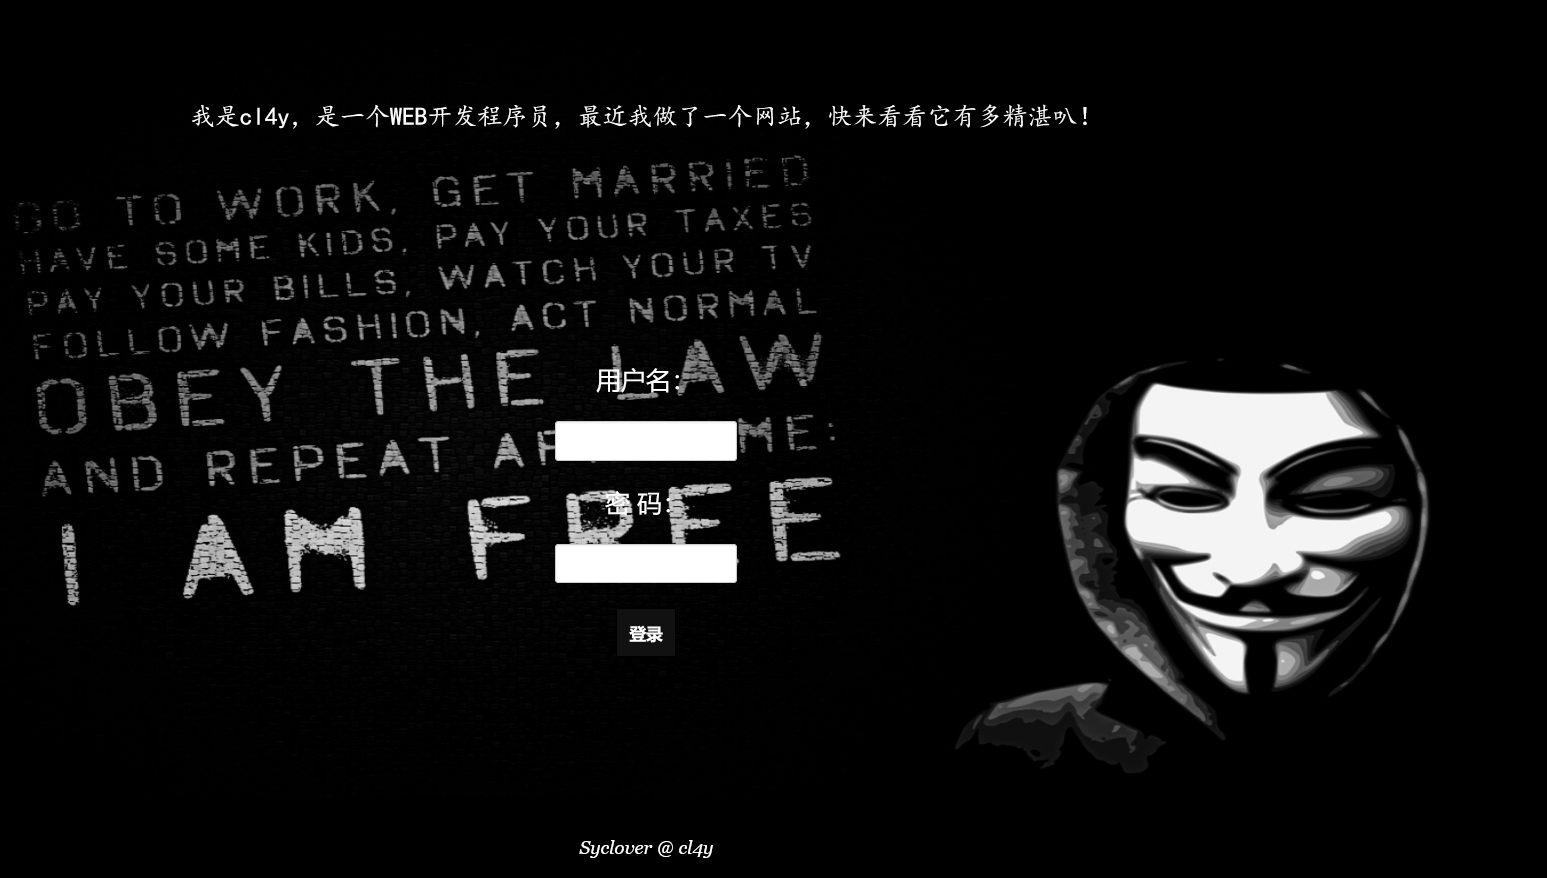 我是cl4y，是一个WEB开发程序员，最近我做了一个网站，快来看看它有多精湛叭！
GO TO WORK, GET MARRIED
HAVE SOME KIDS, PAY YOUR TAXES
PAY YOUR BILLS, WATCH YOUR TV
FOLLOW FASHION, ACT NORMAL
OBEY THE LAW
用户名：
AND REPEAT AF ME:
I AM FREE
密 码：
登录
Syclover @ cl4y